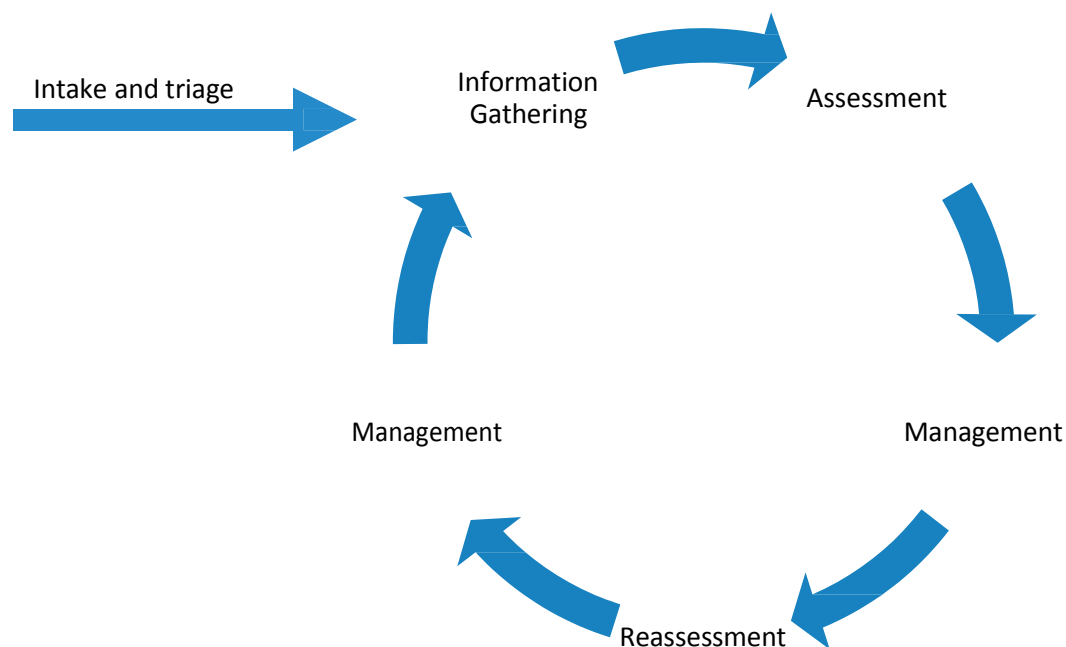 Intake and triage
Information
Gathering
Assessment
Management
Management
Reassessment